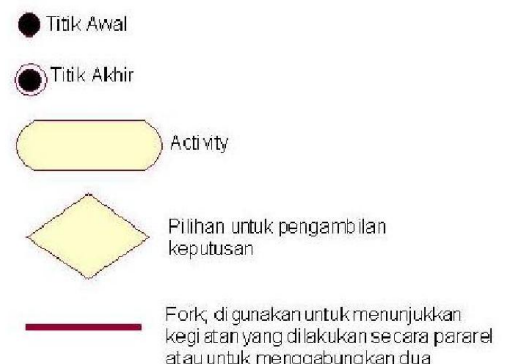 Titik Awal
Titik Akhir
Activity
Pilihan untuk pengambilan
keputusan
Fork; digunakan untuk menunjukkan
kegiatan yang dilakukan secara pararel
atau untuk menggabungkan dua